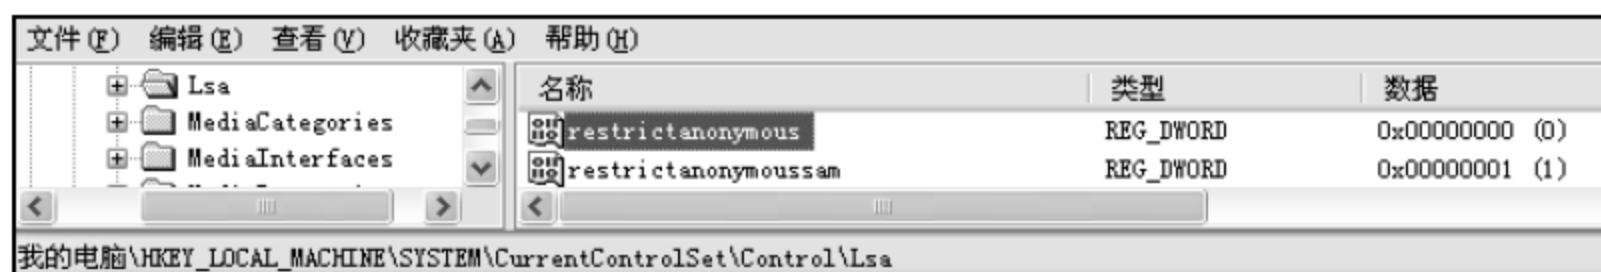 文件(F) 编辑(E) 查看(V) 收藏夹(A) 帮助(H)
Lsa
MediaCategories
MediaInterfaces
名称 类型 数据
restrictanonymous REG_DWORD 0x00000000 (0)
restrictanonymoussam REG_DWORD 0x00000001 (1)
我的电脑\HKEY_LOCAL_MACHINE\SYSTEM\CurrentControlSet\Control\Lsa